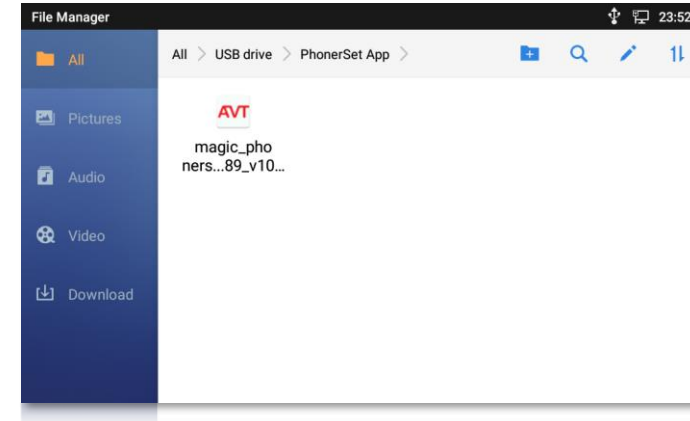 File Manager
23:52
All
All > USB drive > PhonerSet App >
Pictures
AVT
magic_pho
ners...89_v10...
Audio
Video
Download